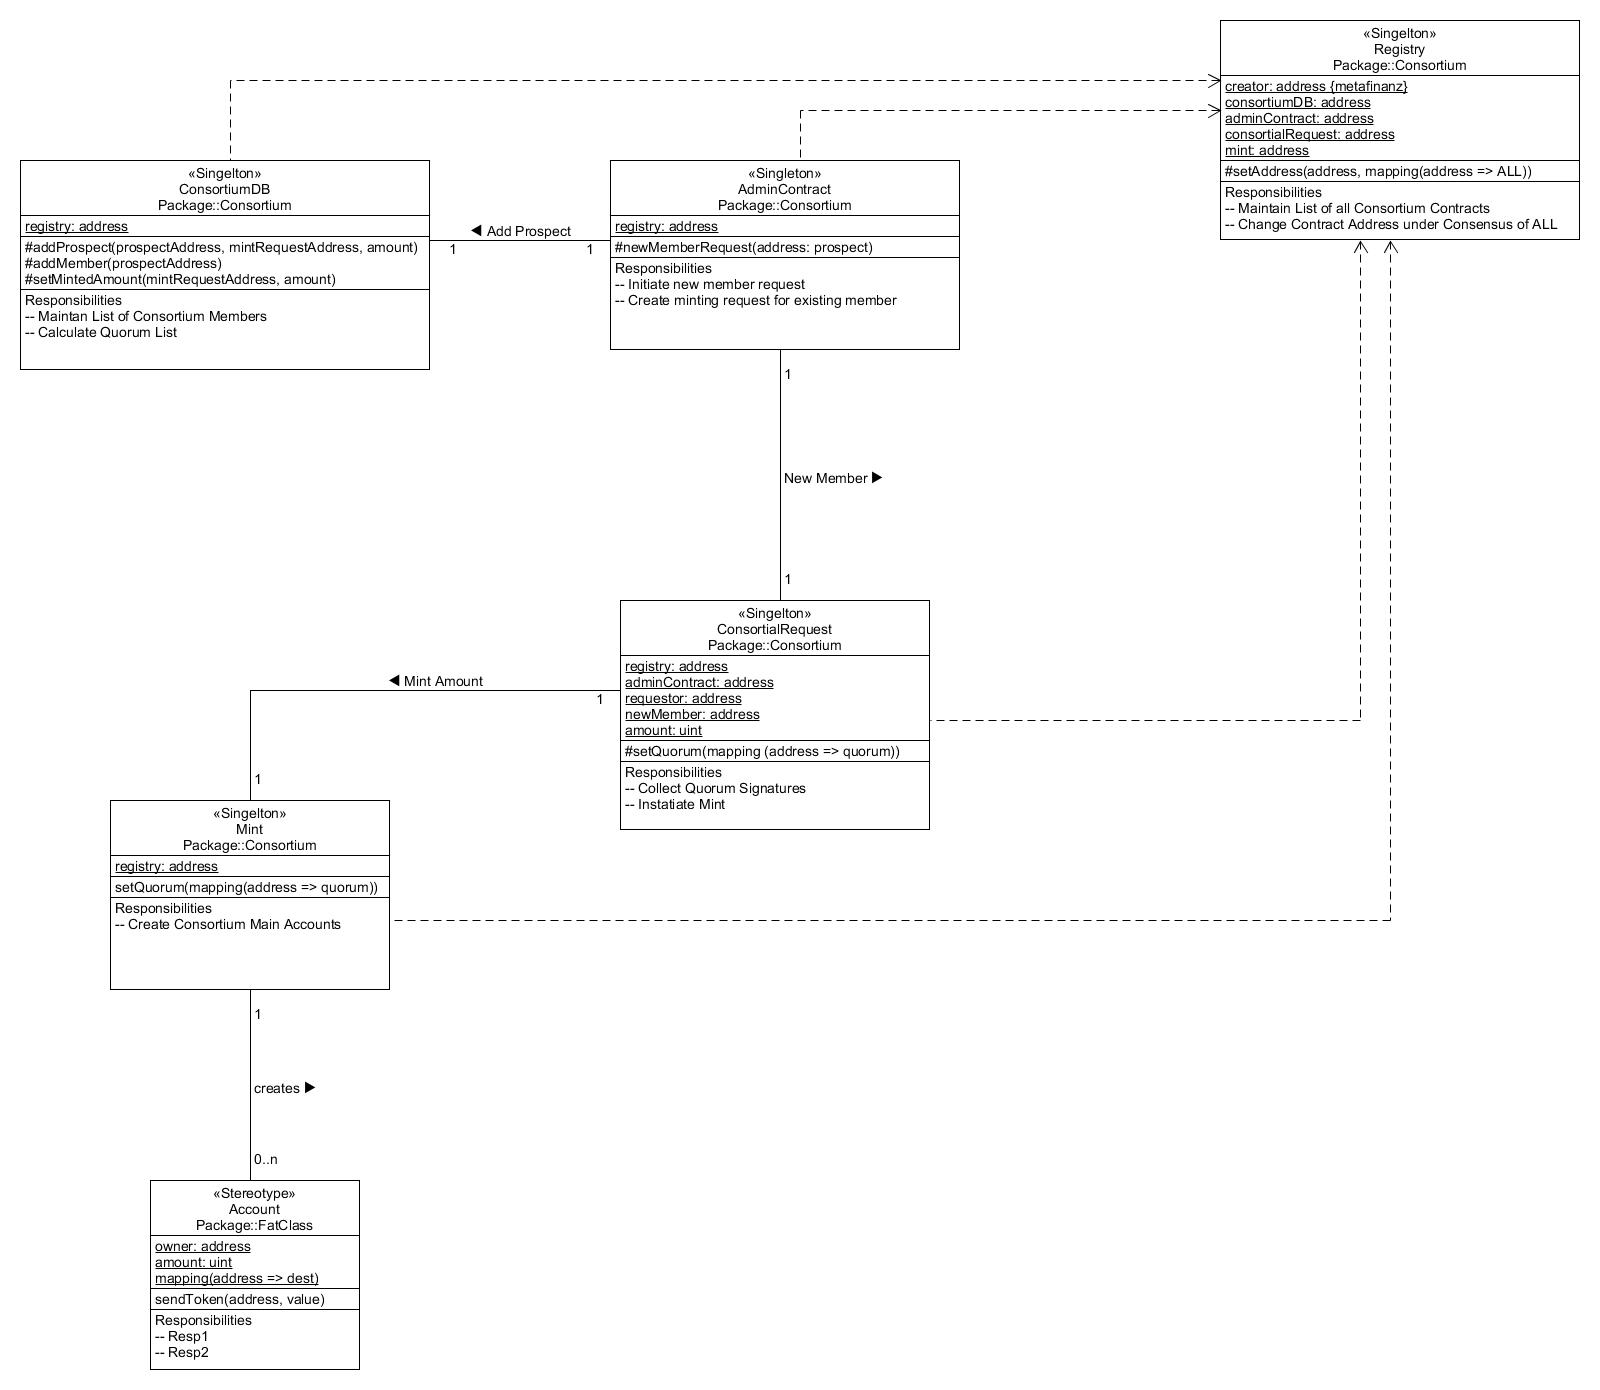 «Singelton»
Registry
Package::Consortium
creator: address {metafinanz}
consortiumDB: address
adminContract: address
consortialRequest: address
mint: address
#setAddress(address, mapping(address => ALL))
Responsibilities
-- Maintain List of all Consortium Contracts
-- Change Contract Address under Consensus of ALL
«Singelton»
ConsortiumDB
Package::Consortium
registry: address
#addProspect(prospectAddress, mintRequestAddress, amount)
#addMember(prospectAddress)
#setMintedAmount(mintRequestAddress, amount)
Responsibilities
-- Maintan List of Consortium Members
-- Calculate Quorum List
◀ Add Prospect
1
1
«Singleton»
AdminContract
Package::Consortium
registry: address
#newMemberRequest(address: prospect)
Responsibilities
-- Initiate new member request
-- Create minting request for existing member
1
New Member ▶
1
«Singelton»
ConsortialRequest
Package::Consortium
registry: address
adminContract: address
requestor: address
newMember: address
amount: uint
#setQuorum(mapping (address => quorum))
Responsibilities
-- Collect Quorum Signatures
-- Instatiate Mint
◀ Mint Amount
1
1
«Singelton»
Mint
Package::Consortium
registry: address
setQuorum(mapping(address => quorum))
Responsibilities
-- Create Consortium Main Accounts
1
creates ▶
0..n
«Stereotype»
Account
Package::FatClass
owner: address
amount: uint
mapping(address => dest)
sendToken(address, value)
Responsibilities
-- Resp1
-- Resp2